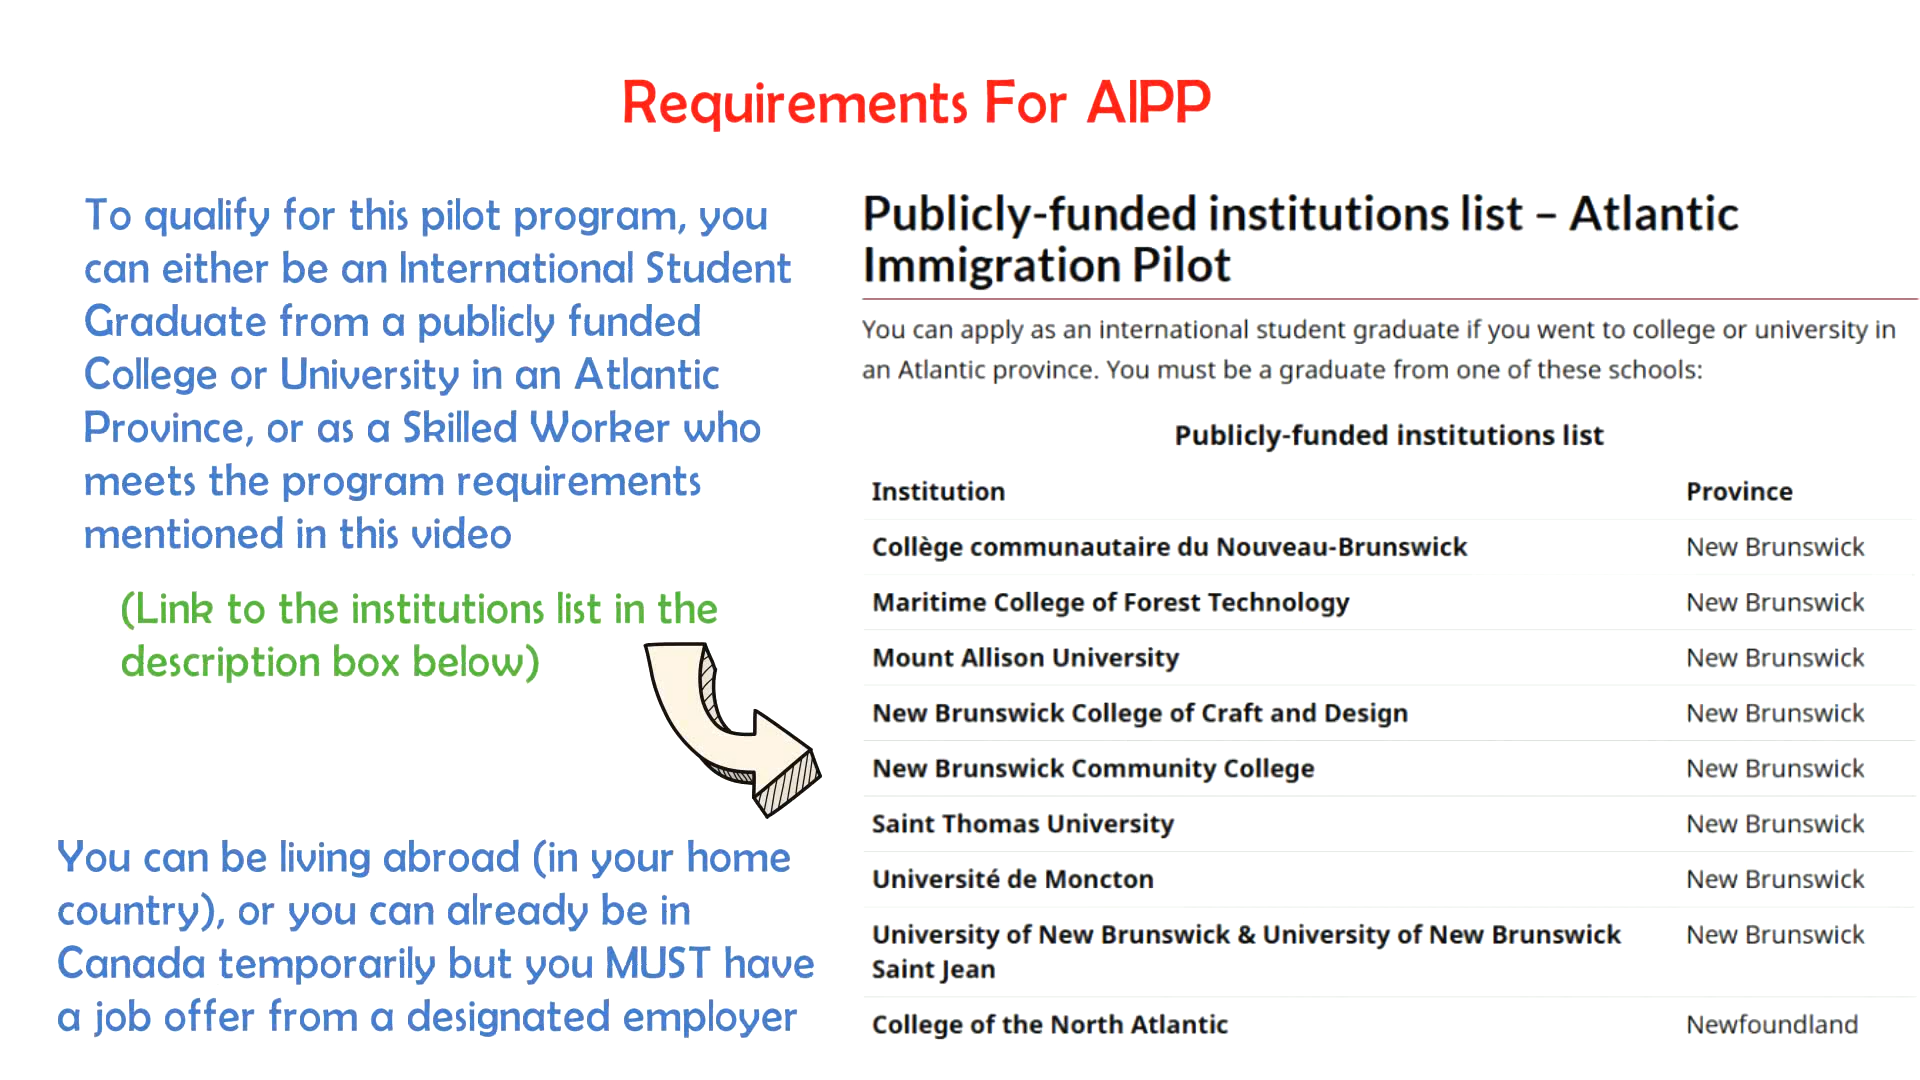 Requirements For AIPP
To qualify for this pilot program, you
can either be an International Student
Graduate from a publicly funded
College or University in an Atlantic
Province, or as a Skilled Worker who
meets the program requirements
mentioned in this video
(Link to the institutions list in the
description box below)
You can be living abroad (in your home
country), or you can already be in
Canada temporarily but you MUST have
a job offer from a designated employer
Publicly-funded institutions list – Atlantic
Immigration Pilot
You can apply as an international student graduate if you went to college or university in
an Atlantic province. You must be a graduate from one of these schools:
Publicly-funded institutions list
Institution Province
Collège communautaire du Nouveau-Brunswick New Brunswick
Maritime College of Forest Technology New Brunswick
Mount Allison University New Brunswick
New Brunswick College of Craft and Design New Brunswick
New Brunswick Community College New Brunswick
Saint Thomas University New Brunswick
Université de Moncton New Brunswick
University of New Brunswick & University of New Brunswick New Brunswick
Saint Jean
College of the North Atlantic Newfoundland